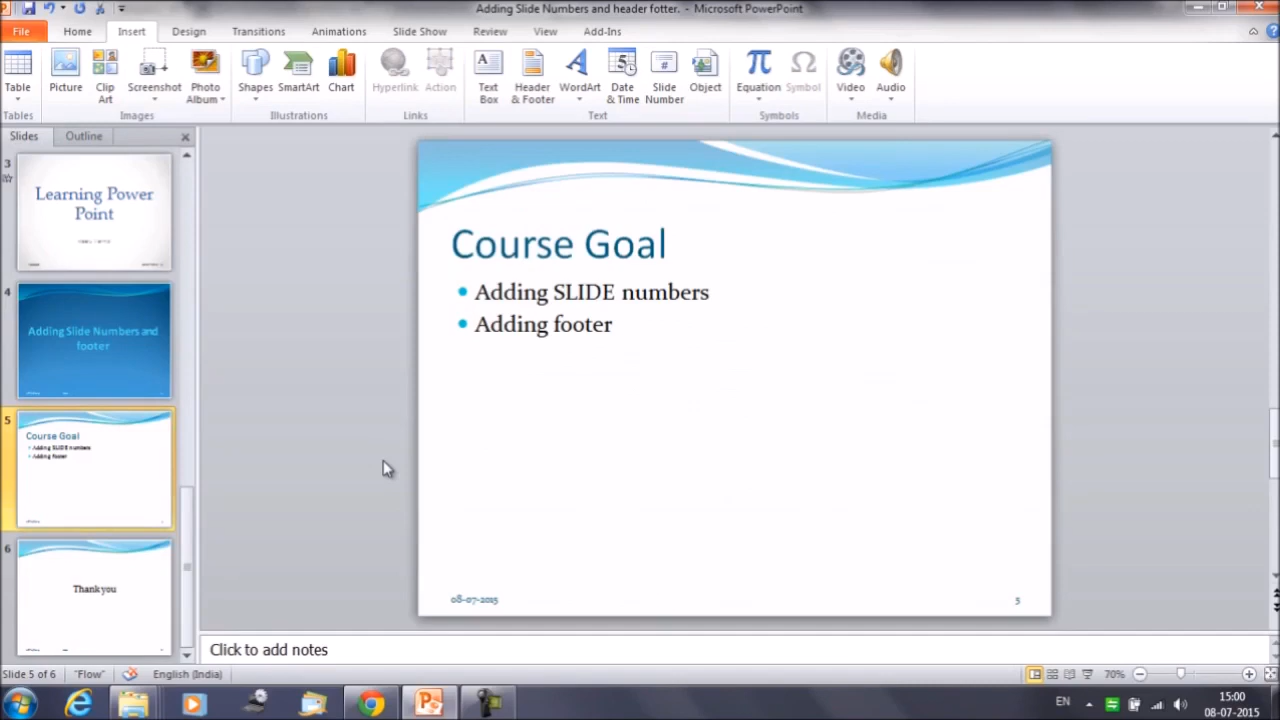 Adding Slide Numbers and header fotter. - Microsoft PowerPoint
File Home Insert Design Transitions Animations Slide Show Review View Add-Ins
Table Picture Clip Art Screenshot Photo Album Shapes SmartArt Chart Hyperlink Action Text Box Header & Footer WordArt Date & Time Slide Number Object Equation Symbol Video Audio
Tables Images Illustrations Links Text Symbols Media
Slides Outline
3
Learning Power
Point
4
Adding Slide Numbers and
footer
5
Course Goal
Adding SLIDE numbers
Adding footer
6
Thank you
Course Goal
• Adding SLIDE numbers
• Adding footer
08-07-2015 5
Click to add notes
Slide 5 of 6 "Flow" English (India) 70%
EN 15:00
08-07-2015